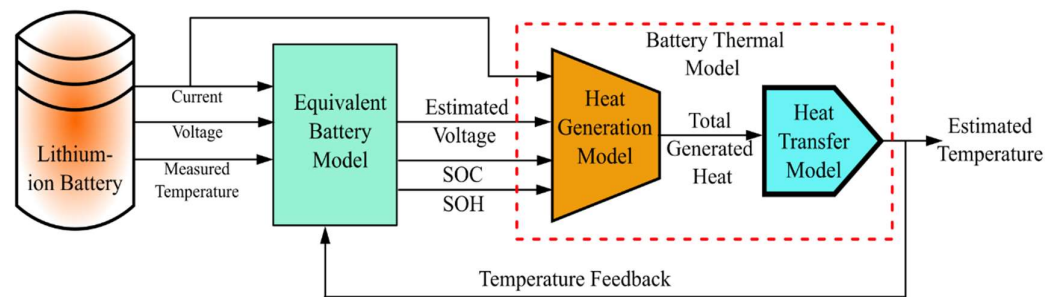 Lithium-
ion Battery
Current
Voltage
Measured
Temperature
Equivalent
Battery
Model
Estimated
Voltage
SOC
SOH
Battery Thermal
Model
Heat
Generation
Model
Total
Generated
Heat
Heat
Transfer
Model
Estimated
Temperature
Temperature Feedback